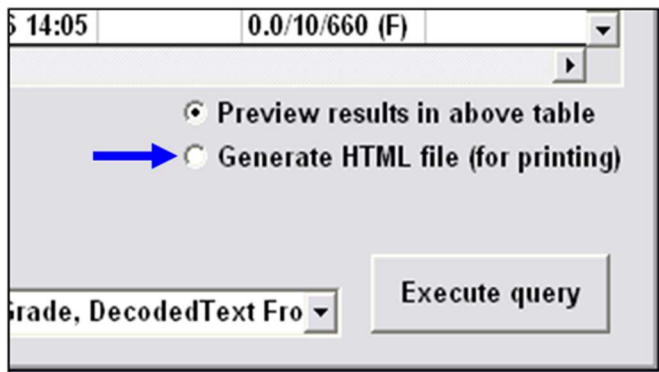 14:05 0.0/10/660 (F)
Preview results in above table
Generate HTML file (for printing)
Execute query
DecodedText Fro